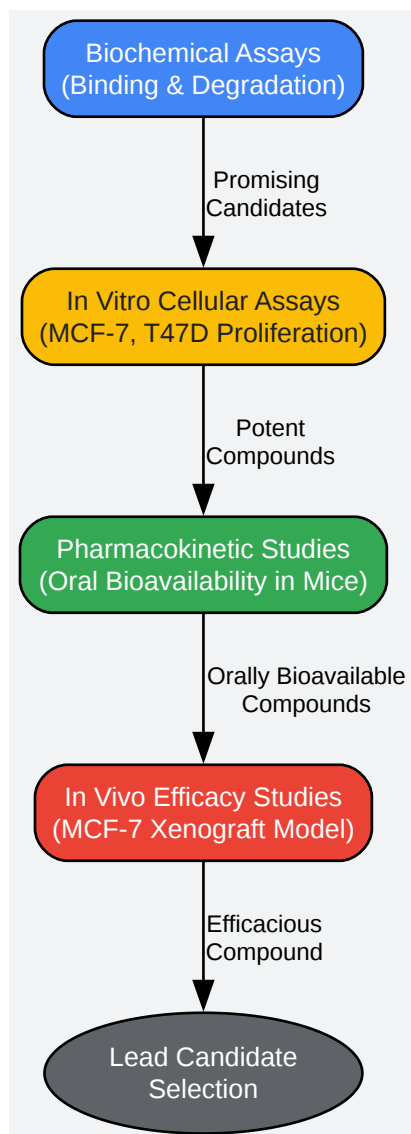 Biochemical Assays
(Binding & Degradation)
Promising
Candidates
In Vitro Cellular Assays
(MCF-7, T47D Proliferation)
Potent
Compounds
Pharmacokinetic Studies
(Oral Bioavailability in Mice)
Orally Bioavailable
Compounds
In Vivo Efficacy Studies
(MCF-7 Xenograft Model)
Efficacious
Compound
Lead Candidate
Selection